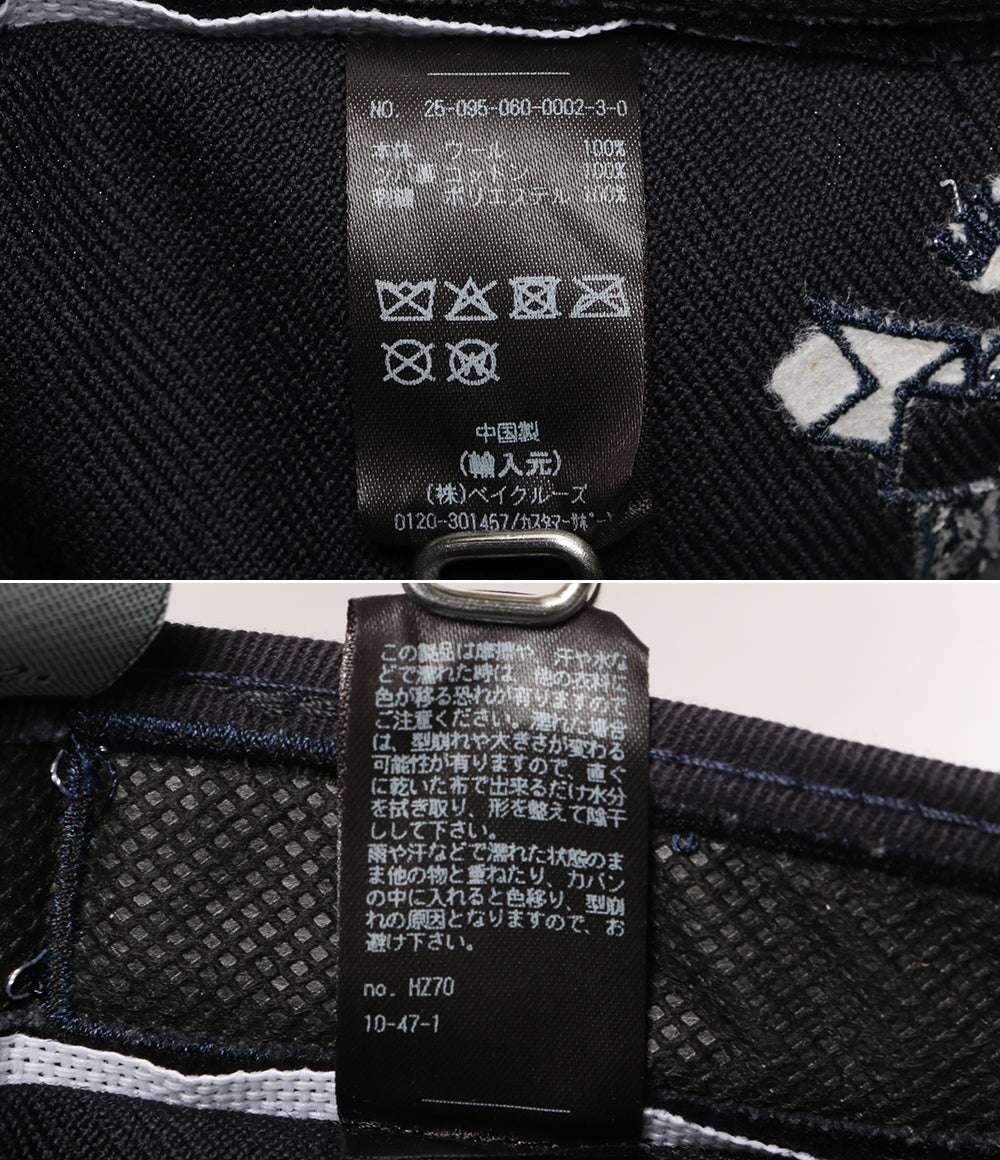 NO. 25-095-060-0002-3-0
本体 ウール 100%
ツバ裏 コットン 100%
刺繍 ポリエステル 100%
中国製
(輸入元)
(株)ベイクルーズ
0120-301457/カスタマーサポート
この製品は摩擦や、汗や水な
どで濡れた時は、他の衣料に
色が移る恐れが有りますので
ご注意ください。濡れた場合
は、型崩れや大きさが変わる
可能性が有りますので、直ぐ
に乾いた布で出来るだけ水分
を拭き取り、形を整えて陰干
しして下さい。
雨や汗などで濡れた状態のま
ま他の物と重ねたり、カバン
の中に入れると色移り、型崩
れの原因となりますので、お
避け下さい。
no. HZ70
10-47-1